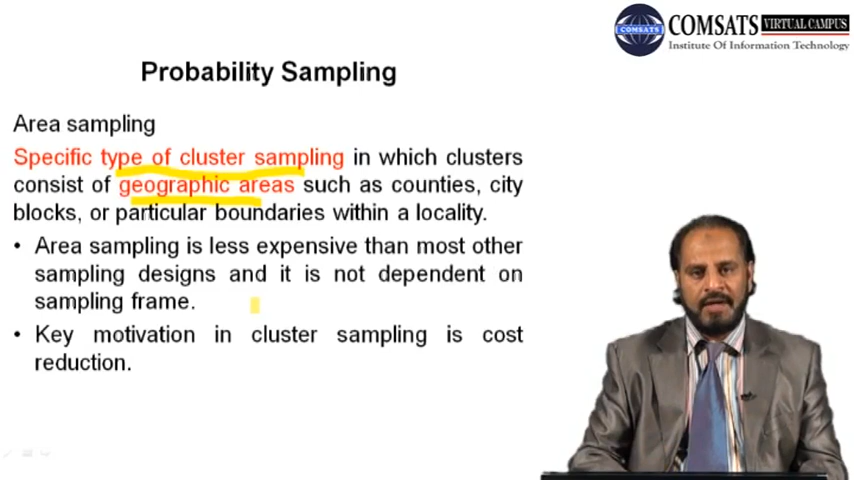 COMSATS VIRTUAL CAMPUS
Institute Of Information Technology
COMSATS
Probability Sampling
Area sampling
Specific type of cluster sampling in which clusters
consist of geographic areas such as counties, city
blocks, or particular boundaries within a locality.
• Area sampling is less expensive than most other
sampling designs and it is not dependent on
sampling frame.
• Key motivation in cluster sampling is cost
reduction.